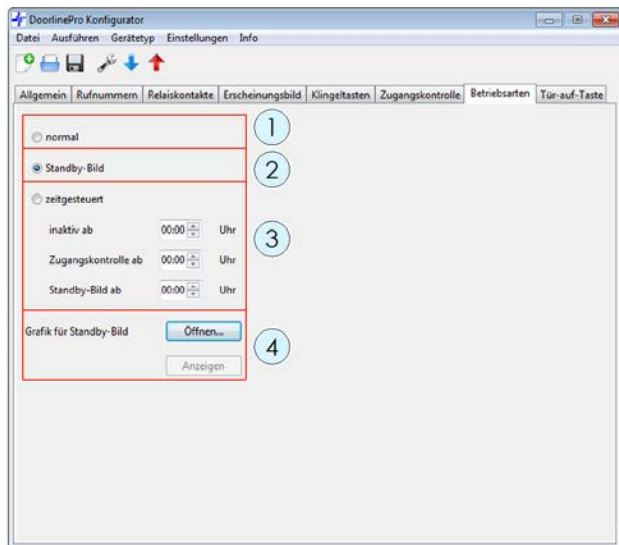 DoorlinePro Konfigurator
Datei Ausführen Gerätetyp Einstellungen Info
Allgemein Rufnummern Relaiskontakte Erscheinungsbild Klingeltasten Zugangskontrolle Betriebsarten Tür-auf-Taste
normal 1
Standby-Bild 2
zeitgesteuert
inaktiv ab 00:00 Uhr
3
Zugangskontrolle ab 00:00 Uhr
Standby-Bild ab 00:00 Uhr
Grafik für Standby-Bild Öffnen...
4
Anzeigen